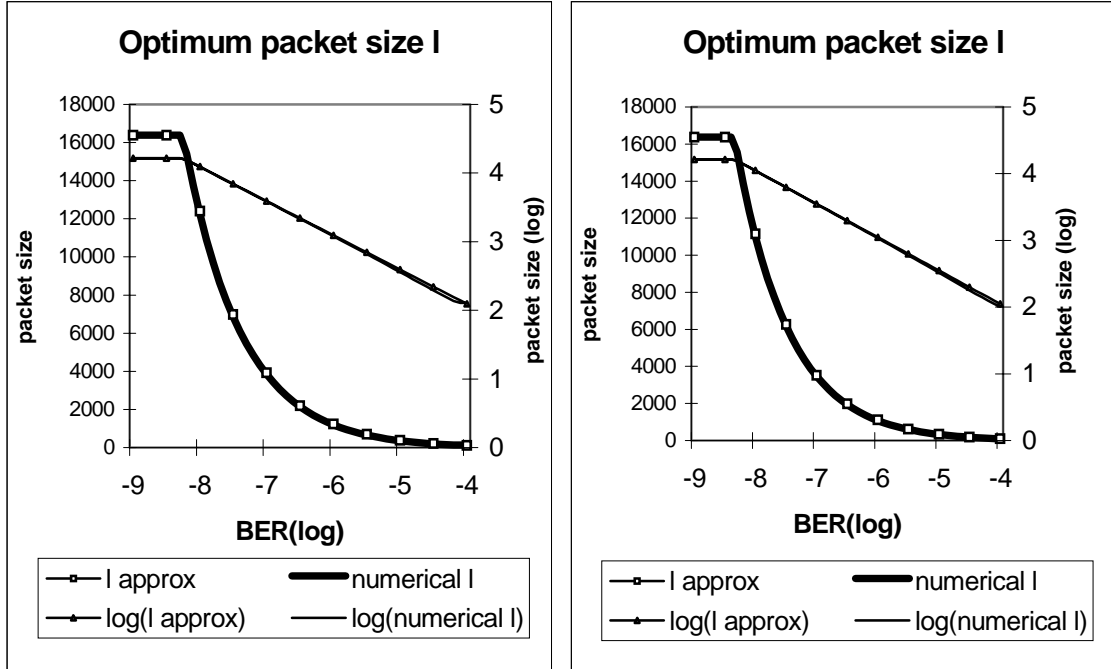 Optimum packet size l
18000
16000
14000
12000
10000
8000
6000
4000
2000
0
packet size
5
4
3
2
1
0
packet size (log)
-9 -8 -7 -6 -5 -4
BER(log)
l approx numerical l
log(l approx) log(numerical l)
Optimum packet size l
18000
16000
14000
12000
10000
8000
6000
4000
2000
0
packet size
5
4
3
2
1
0
packet size (log)
-9 -8 -7 -6 -5 -4
BER(log)
l approx numerical l
log(l approx) log(numerical l)